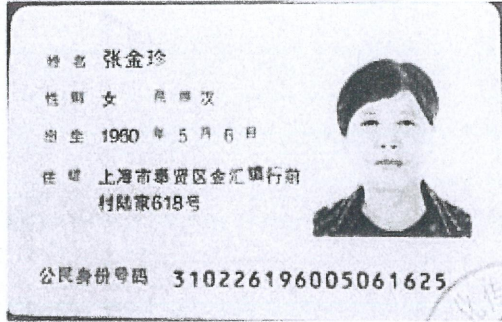 姓名 张金珍
性别 女 民族 汉
出生 1960 年 5 月 6 日
住址 上海市奉贤区金汇镇行前
村陆家618号
公民身份号码 310226196005061625